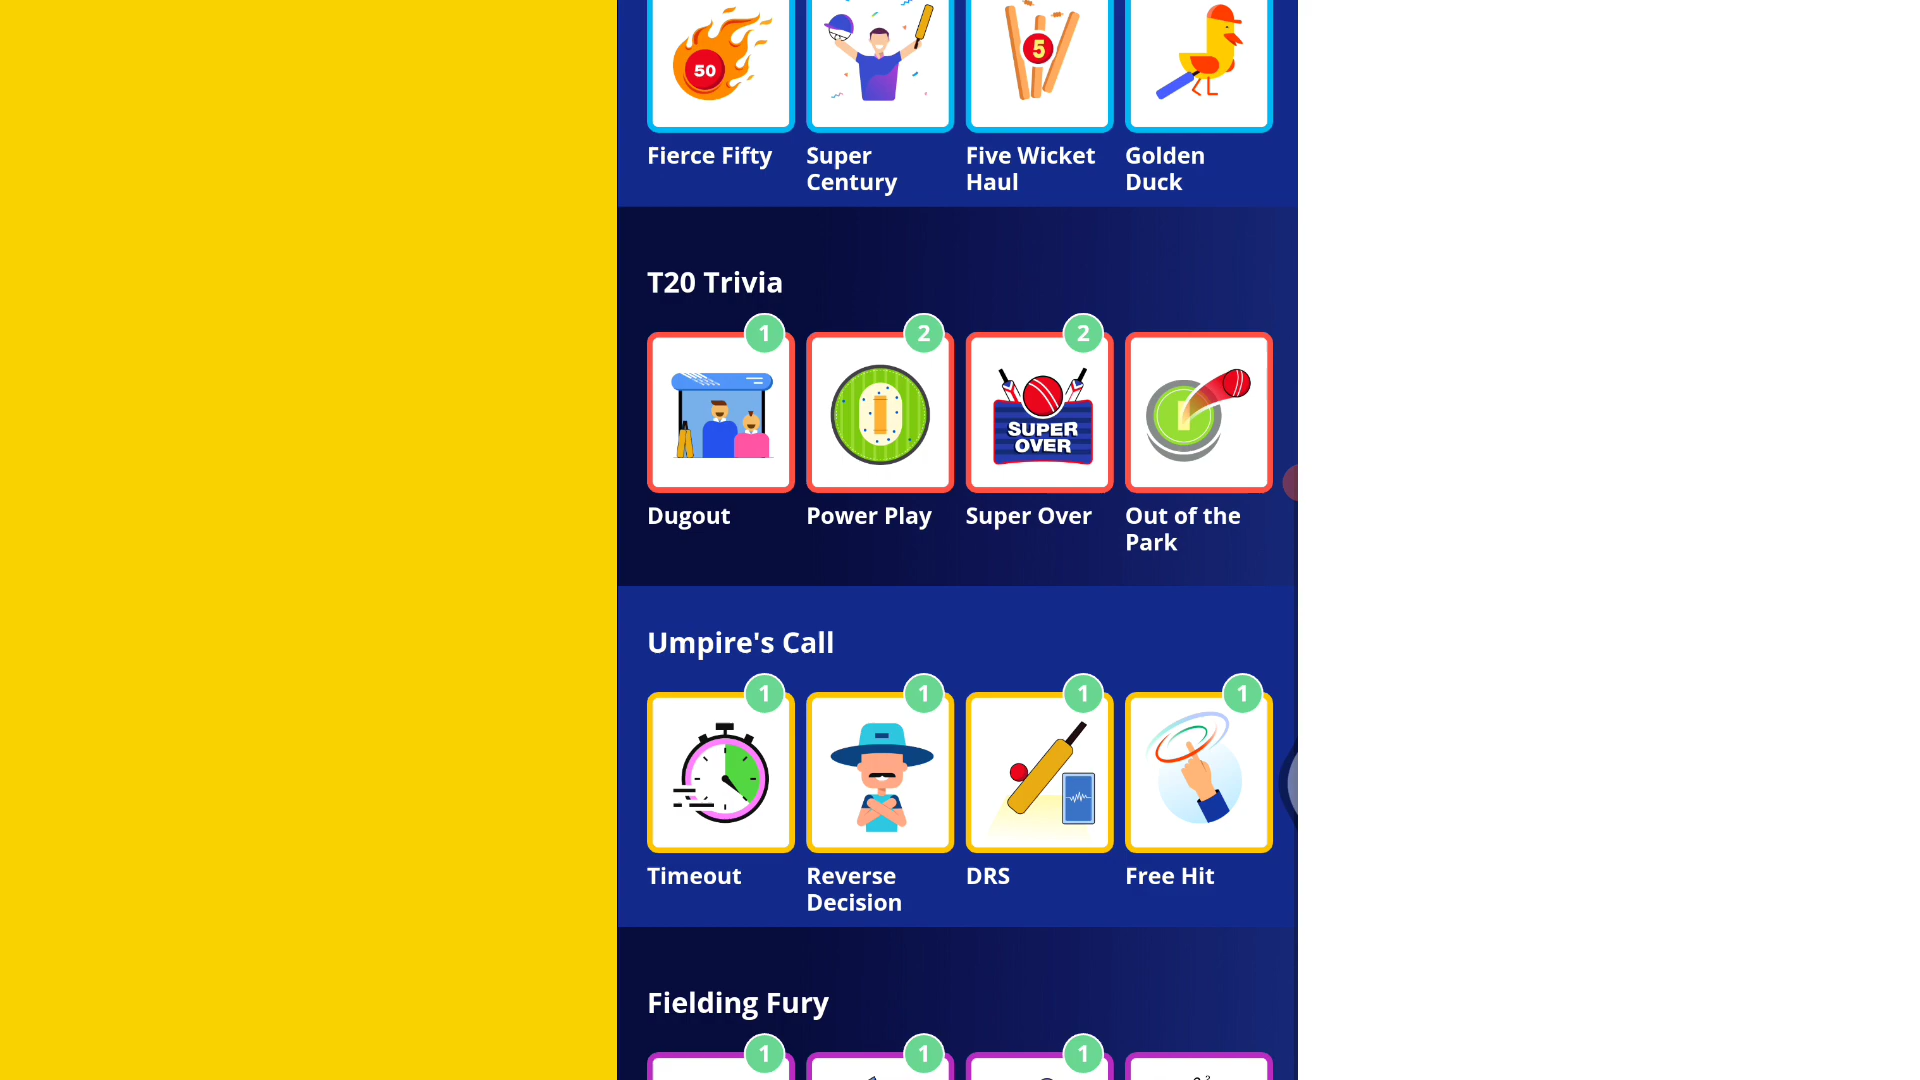 50
5
Fierce Fifty
Super
Century
Five Wicket
Haul
Golden
Duck
T20 Trivia
1
2
2
SUPER
OVER
Dugout
Power Play
Super Over
Out of the
Park
Umpire's Call
1
1
1
1
Timeout
Reverse
Decision
DRS
Free Hit
Fielding Fury
1
1
1